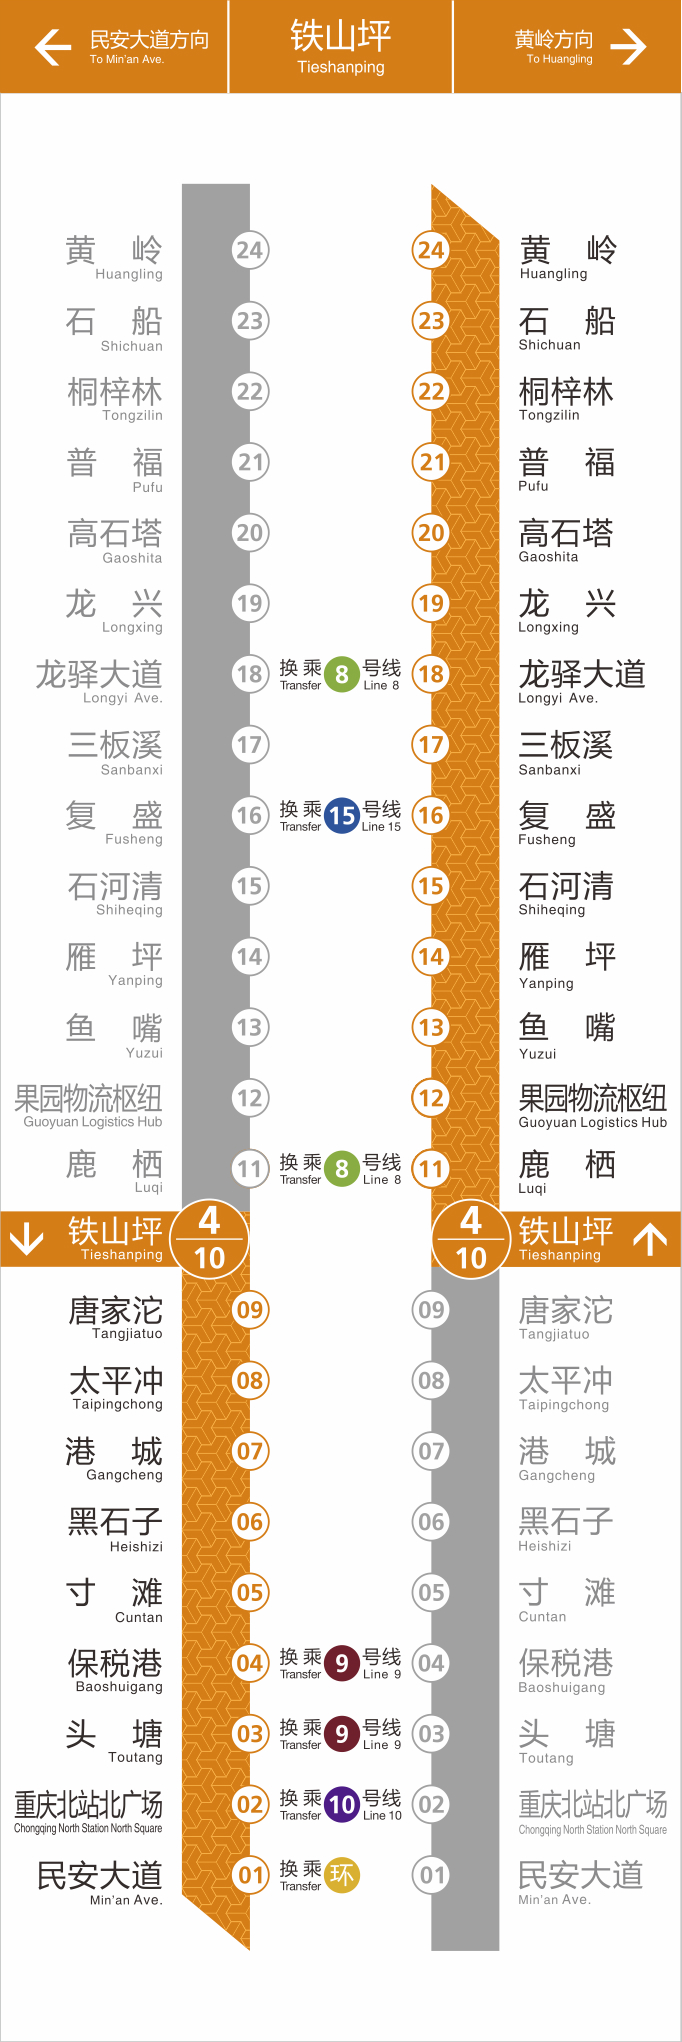 民安大道方向
To Min'an Ave.
铁山坪
Tieshanping
黄岭方向
To Huangling
黄 岭 24 24 黄 岭
Huangling Huangling
石 船 23 23 石 船
Shichuan Shichuan
桐梓林 22 22 桐梓林
Tongzilin Tongzilin
普 福 21 21 普 福
Pufu Pufu
高石塔 20 20 高石塔
Gaoshita Gaoshita
龙 兴 19 19 龙 兴
Longxing Longxing
龙驿大道 18 换乘 8 号线 18 龙驿大道
Longyi Ave. Transfer Line 8 Longyi Ave.
三板溪 17 17 三板溪
Sanbanxi Sanbanxi
复 盛 16 换乘 15 号线 16 复 盛
Fusheng Transfer Line 15 Fusheng
石河清 15 15 石河清
Shiheqing Shiheqing
雁 坪 14 14 雁 坪
Yanping Yanping
鱼 嘴 13 13 鱼 嘴
Yuzui Yuzui
果园物流枢纽 12 12 果园物流枢纽
Guoyuan Logistics Hub Guoyuan Logistics Hub
鹿 栖 11 换乘 8 号线 11 鹿 栖
Luqi Transfer Line 8 Luqi
铁山坪 4 4 铁山坪
Tieshanping 10 10 Tieshanping
唐家沱 09 09 唐家沱
Tangjiatuo Tangjiatuo
太平冲 08 08 太平冲
Taipingchong Taipingchong
港 城 07 07 港 城
Gangcheng Gangcheng
黑石子 06 06 黑石子
Heishizi Heishizi
寸 滩 05 05 寸 滩
Cuntan Cuntan
保税港 04 换乘 9 号线 04 保税港
Baoshuigang Transfer Line 9 Baoshuigang
头 塘 03 换乘 9 号线 03 头 塘
Toutang Transfer Line 9 Toutang
重庆北站北广场 02 换乘 10 号线 02 重庆北站北广场
Chongqing North Station North Square Transfer Line 10 Chongqing North Station North Square
民安大道 01 换乘 环 01 民安大道
Min'an Ave. Transfer Min'an Ave.